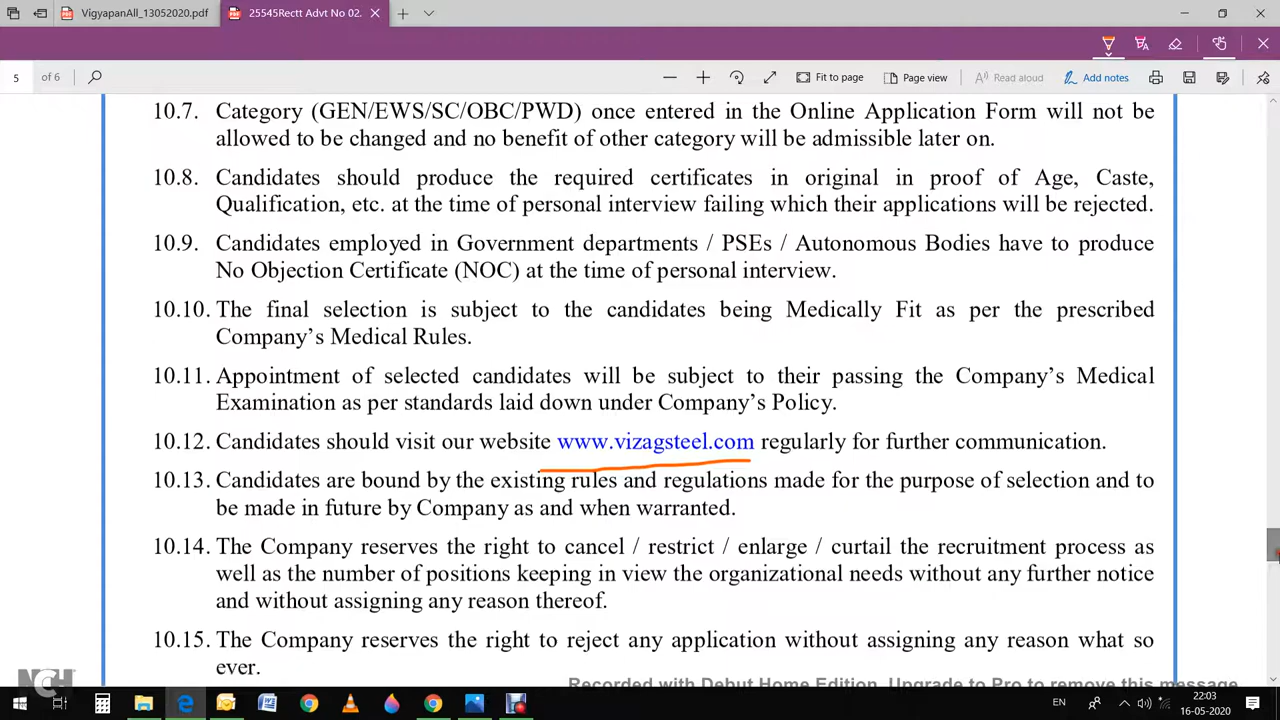 VigyapanAll_13052020.pdf
25545Rectt Advt No 02.
5 of 6
Fit to page
Page view
Read aloud
Add notes
10.7. Category (GEN/EWS/SC/OBC/PWD) once entered in the Online Application Form will not be
allowed to be changed and no benefit of other category will be admissible later on.
10.8. Candidates should produce the required certificates in original in proof of Age, Caste,
Qualification, etc. at the time of personal interview failing which their applications will be rejected.
10.9. Candidates employed in Government departments / PSEs / Autonomous Bodies have to produce
No Objection Certificate (NOC) at the time of personal interview.
10.10. The final selection is subject to the candidates being Medically Fit as per the prescribed
Company’s Medical Rules.
10.11. Appointment of selected candidates will be subject to their passing the Company’s Medical
Examination as per standards laid down under Company’s Policy.
10.12. Candidates should visit our website www.vizagsteel.com regularly for further communication.
10.13. Candidates are bound by the existing rules and regulations made for the purpose of selection and to
be made in future by Company as and when warranted.
10.14. The Company reserves the right to cancel / restrict / enlarge / curtail the recruitment process as
well as the number of positions keeping in view the organizational needs without any further notice
and without assigning any reason thereof.
10.15. The Company reserves the right to reject any application without assigning any reason what so
ever.
NCH
Recorded with Debut Home Edition. Upgrade to Pro to remove this message
EN
22:03
16-05-2020